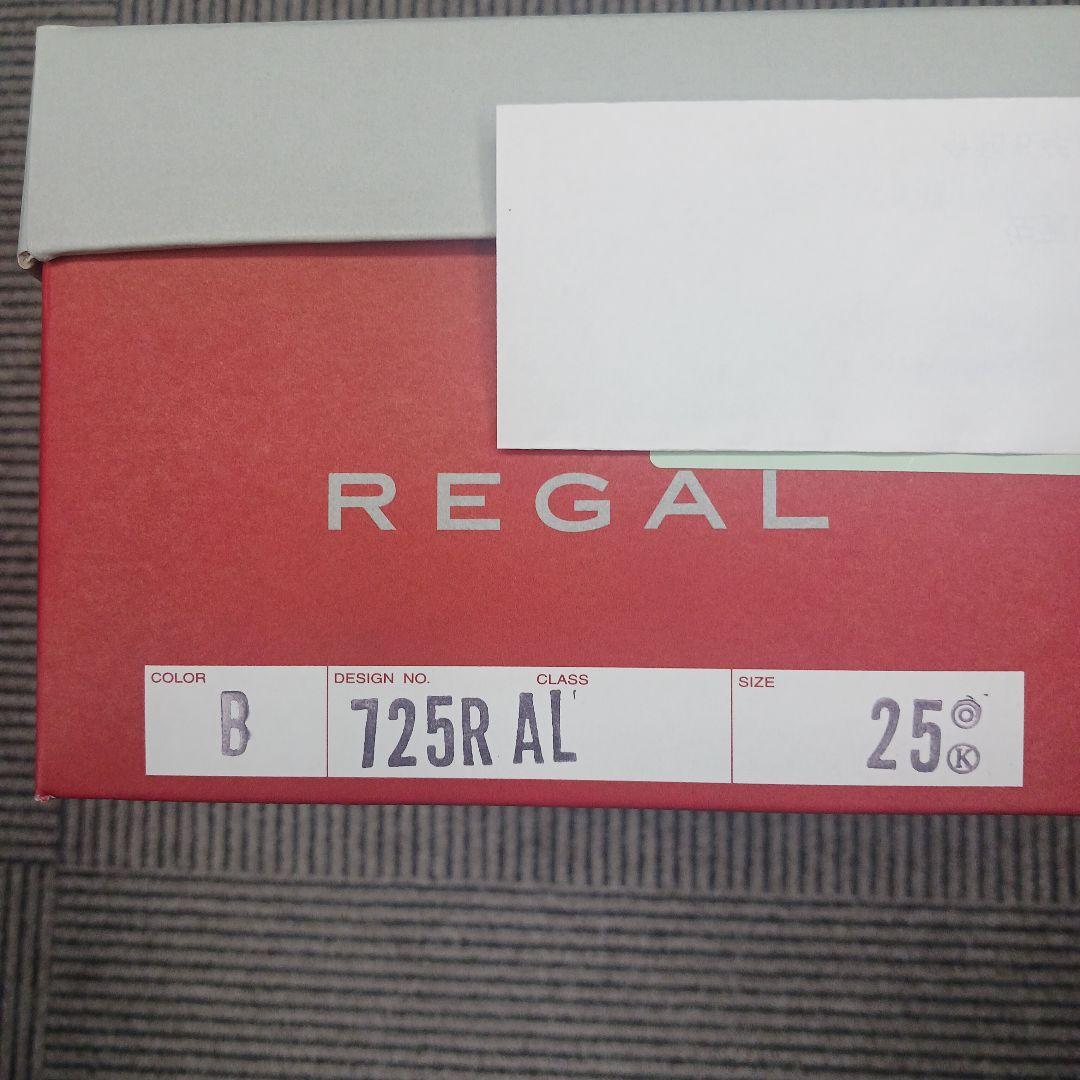 REGAL
COLOR DESIGN NO. CLASS SIZE
B 725R AL 25 Ⓚ